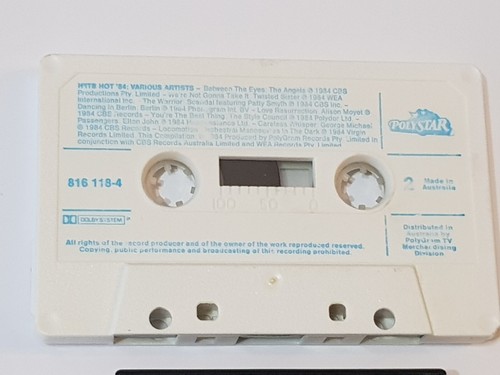 HITS HOT '84: VARIOUS ARTISTS – Between The Eyes: The Angels ℗ 1984 CBS
Productions Pty. Limited – We're Not Gonna Take It: Twisted Sister ℗ 1984 WEA
International Inc. – The Warrior: Scandal featuring Patty Smyth ℗ 1984 CBS Inc. –
Dancing In Berlin: Berlin ℗ 1984 Phonogram Int. BV – Love Resurrection: Alison Moyet ℗
1984 CBS Records – You're The Best Thing: The Style Council ℗ 1984 Polydor Ltd. –
Passengers: Elton John ℗ 1984 Phonogram Ltd. – Careless Whisper: George Michael
℗ 1984 CBS Records – Locomotion: Orchestral Manoeuvres In The Dark ℗ 1984 Virgin
Records Limited. This Compilation ℗ 1984 Produced by PolyGram Records Pty. Limited in
conjunction with CBS Records Australia Limited and WEA Records Pty. Limited.
POLYSTAR
816 118-4
100 50 0
2
Made in
Australia
DOLBY SYSTEM
Distributed in
Australia by
PolyGram TV
Merchandising
Division
All rights of the record producer and of the owner of the work reproduced reserved.
Copying, public performance and broadcasting of this recording prohibited.